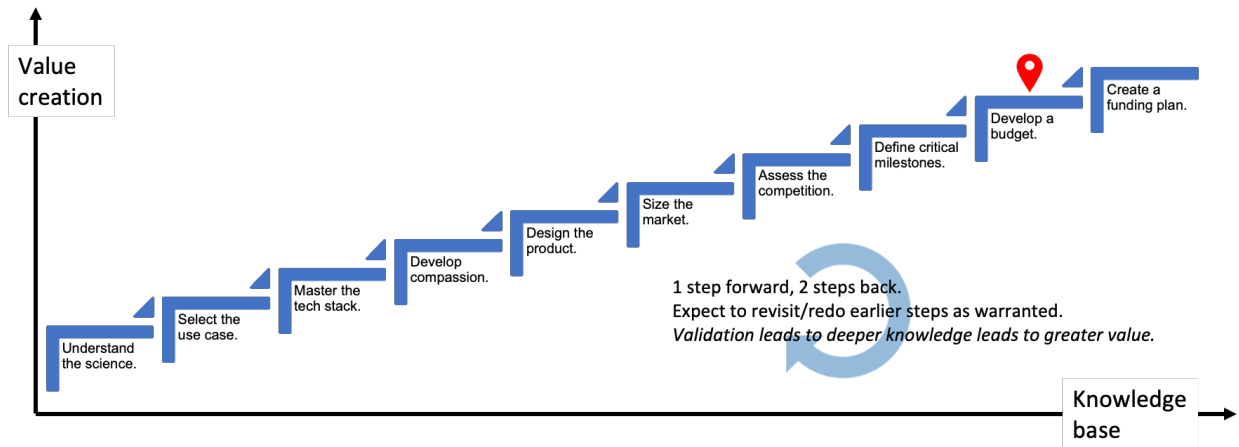 Value
creation
Understand
the science.
Select the
use case.
Master the
tech stack.
Develop
compassion.
Design the
product.
Size the
market.
Assess the
competition.
Define critical
milestones.
Develop a
budget.
Create a
funding plan.
1 step forward, 2 steps back.
Expect to revisit/redo earlier steps as warranted.
Validation leads to deeper knowledge leads to greater value.
Knowledge
base